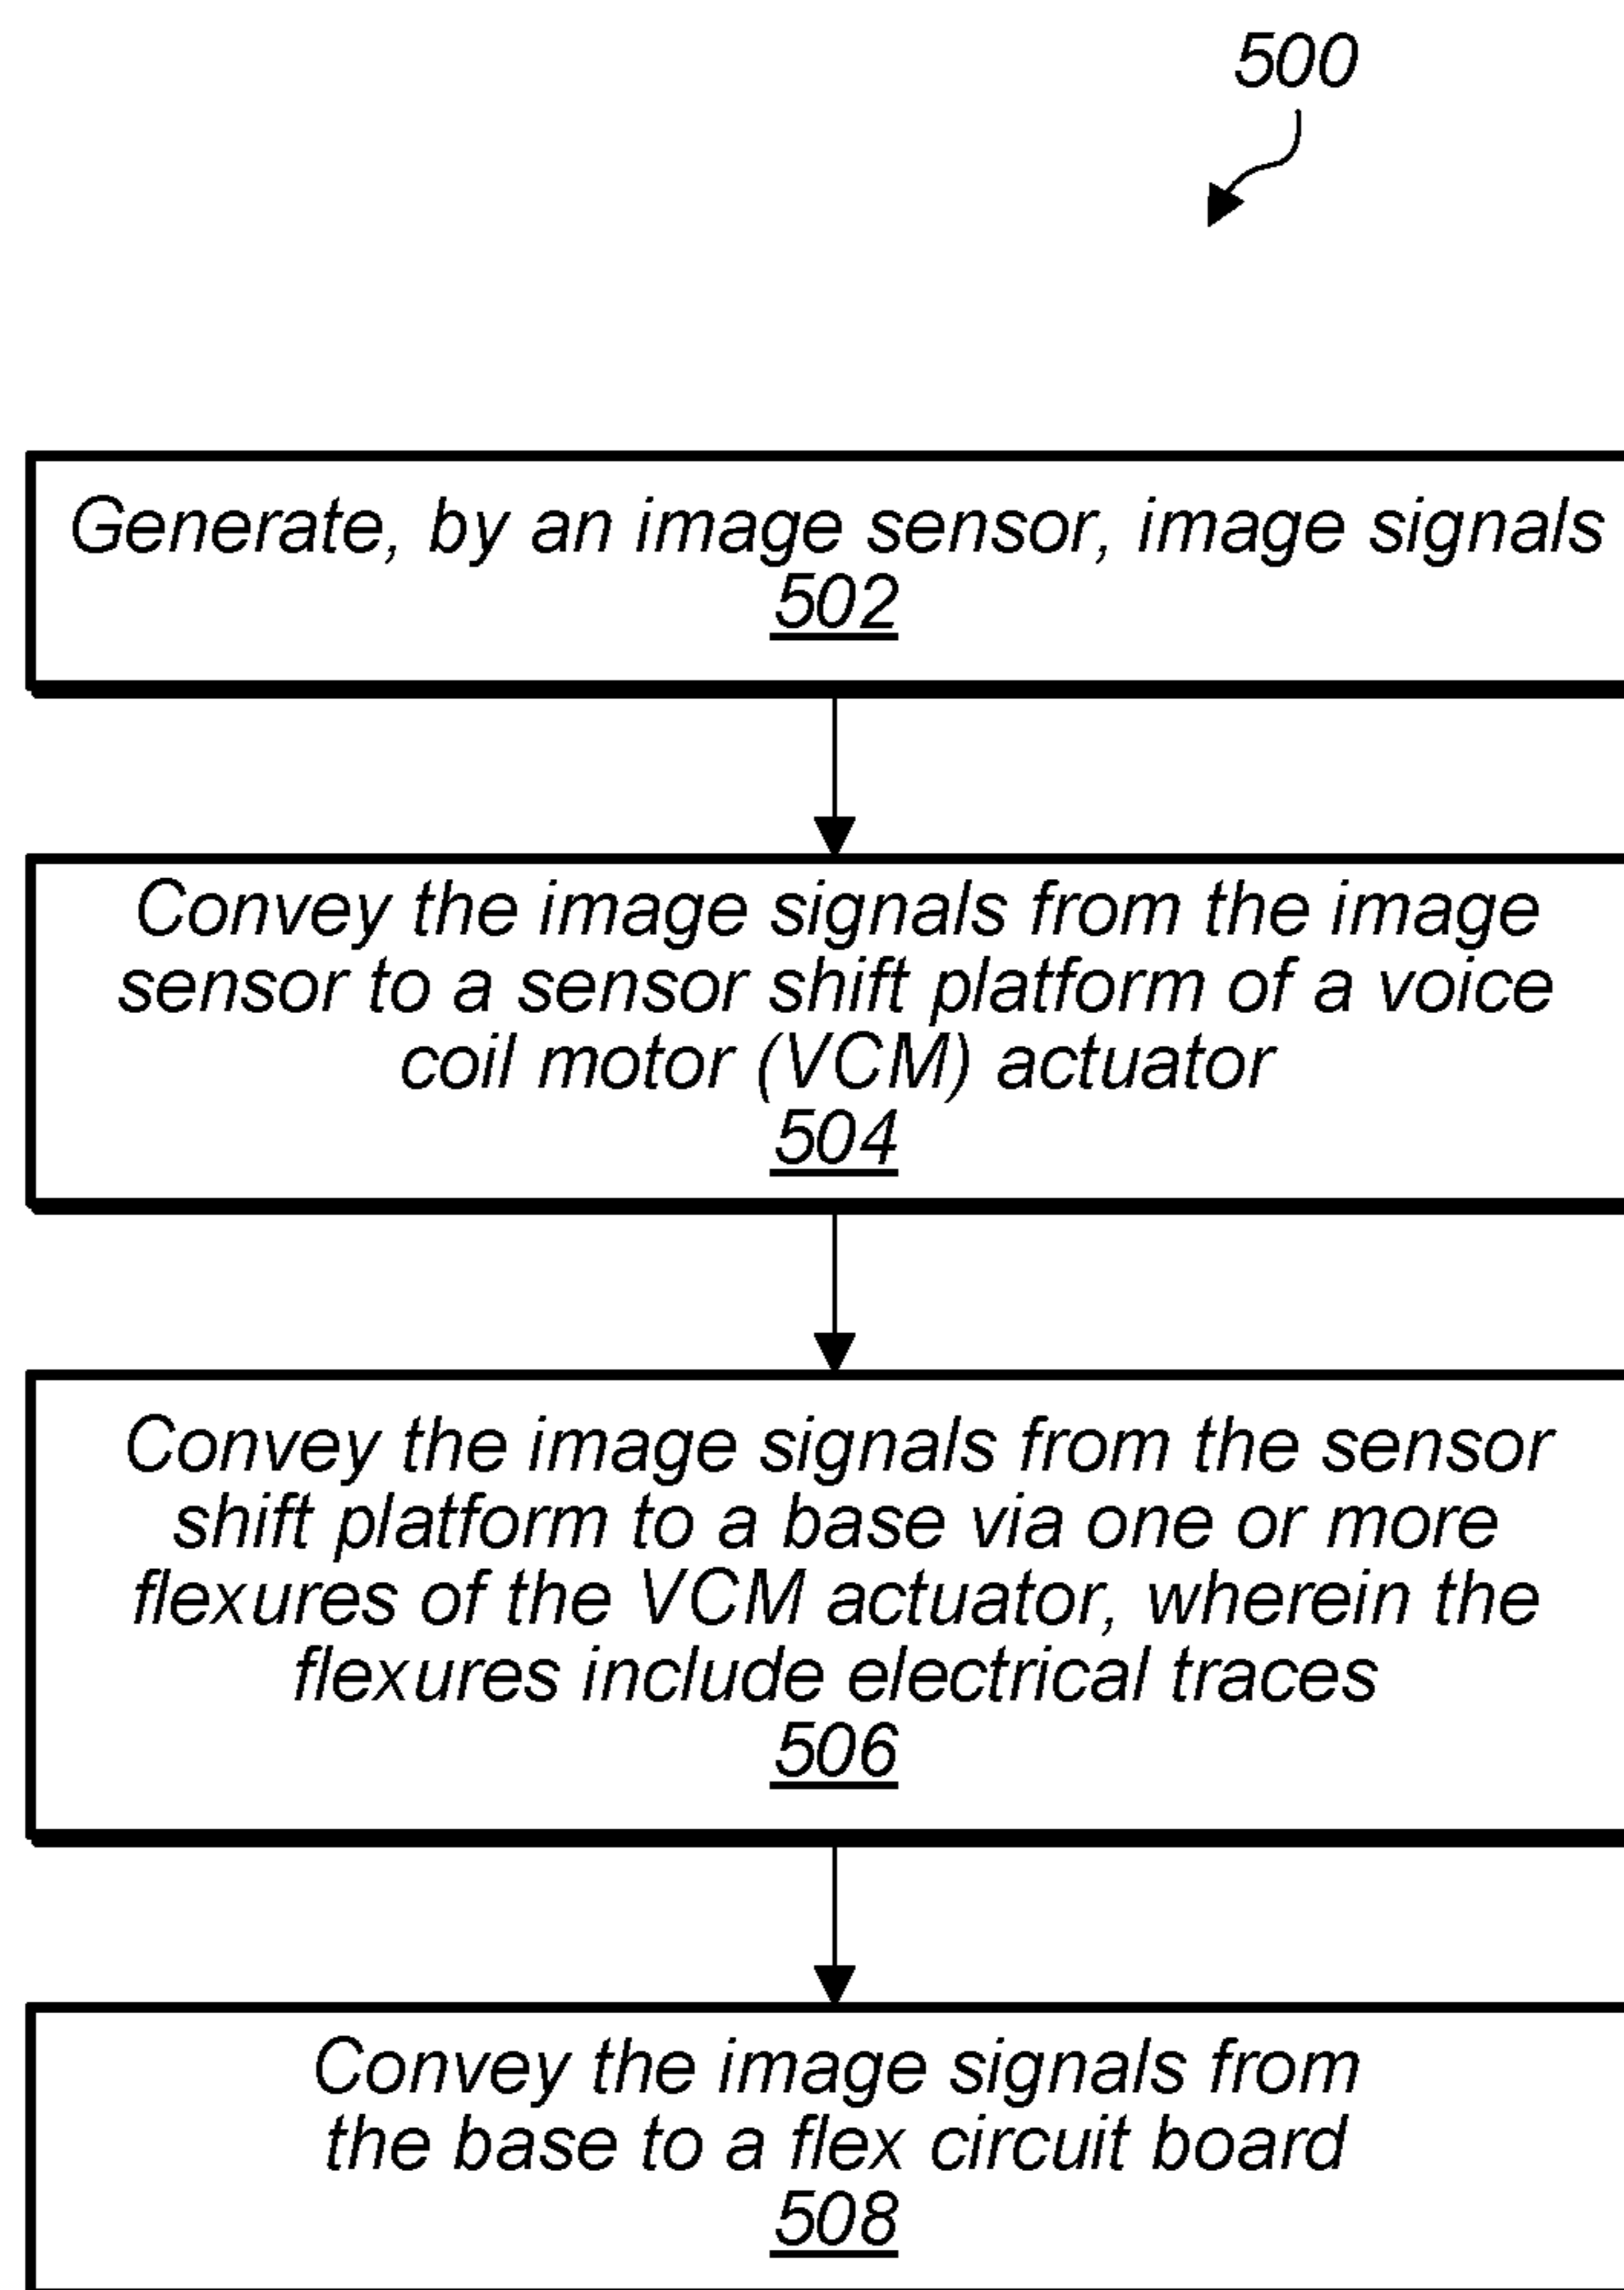 500
Generate, by an image sensor, image signals
502
Convey the image signals from the image
sensor to a sensor shift platform of a voice
coil motor (VCM) actuator
504
Convey the image signals from the sensor
shift platform to a base via one or more
flexures of the VCM actuator, wherein the
flexures include electrical traces
506
Convey the image signals from
the base to a flex circuit board
508